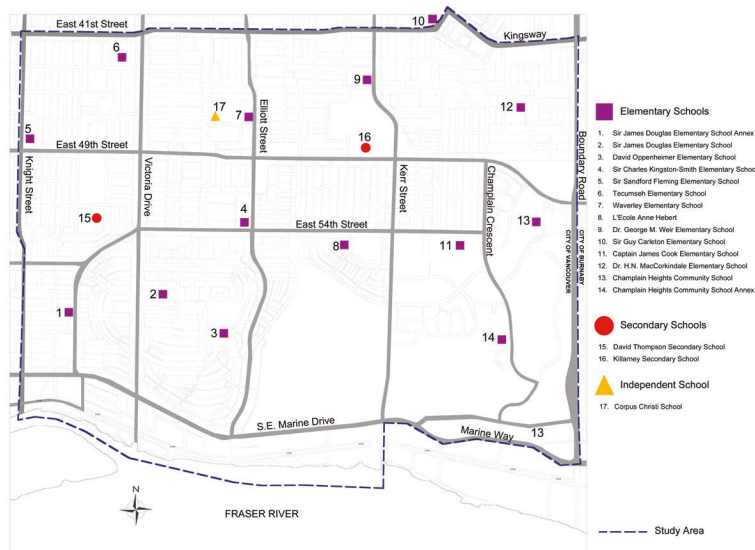 East 41st Street
10
Kingsway
6
9
17
7
12
Elliott Street
16
5
East 49th Street
Knight Street
Victoria Drive
Kerr Street
Champlain Crescent
Boundary Road
15
4
East 54th Street
13
8
11
CITY OF VANCOUVER
CITY OF BURNABY
2
1
3
14
S.E. Marine Drive
Marine Way
13
N
FRASER RIVER
Elementary Schools
1. Sir James Douglas Elementary School Annex
2. Sir James Douglas Elementary School
3. David Oppenheimer Elementary School
4. Sir Charles Kingston-Smith Elementary School
5. Sir Sandford Fleming Elementary School
6. Tecumseh Elementary School
7. Waverley Elementary School
8. L'Ecole Anne Hebert
9. Dr. George M. Weir Elementary School
10. Sir Guy Carleton Elementary School
11. Captain James Cook Elementary School
12. Dr. H.N. MacCorkindale Elementary School
13. Champlain Heights Community School
14. Champlain Heights Community School Annex
Secondary Schools
15. David Thompson Secondary School
16. Killarney Secondary School
Independent School
17. Corpus Christi School
Study Area